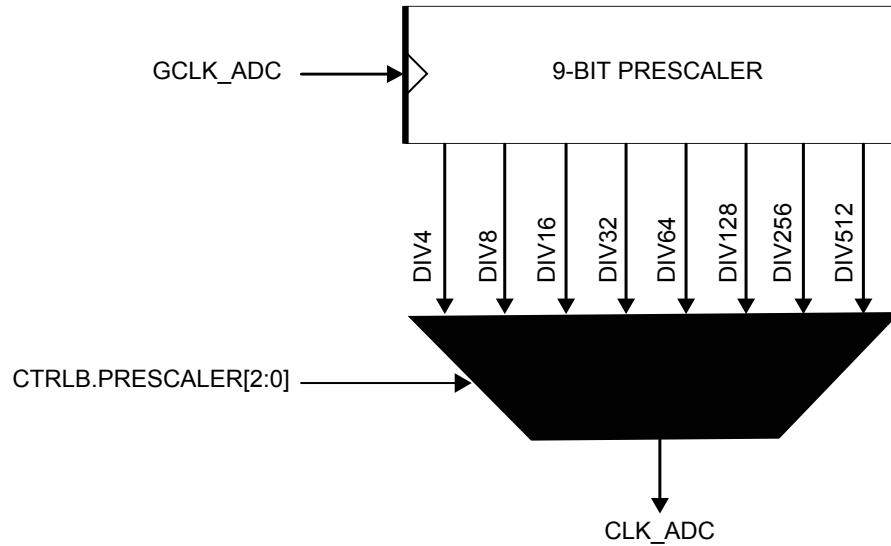 GCLK_ADC
9-BIT PRESCALER
DIV4
DIV8
DIV16
DIV32
DIV64
DIV128
DIV256
DIV512
CTRLB.PRESCALER[2:0]
CLK_ADC